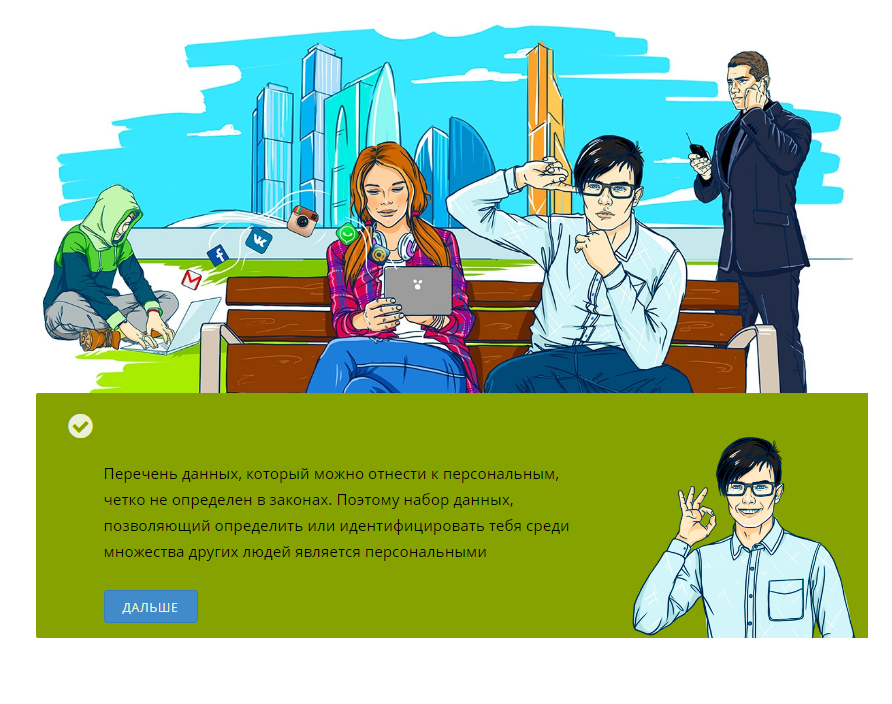 Перечень данных, который можно отнести к персональным,
четко не определен в законах. Поэтому набор данных,
позволяющий определить или идентифицировать тебя среди
множества других людей является персональными
ДАЛЬШЕ